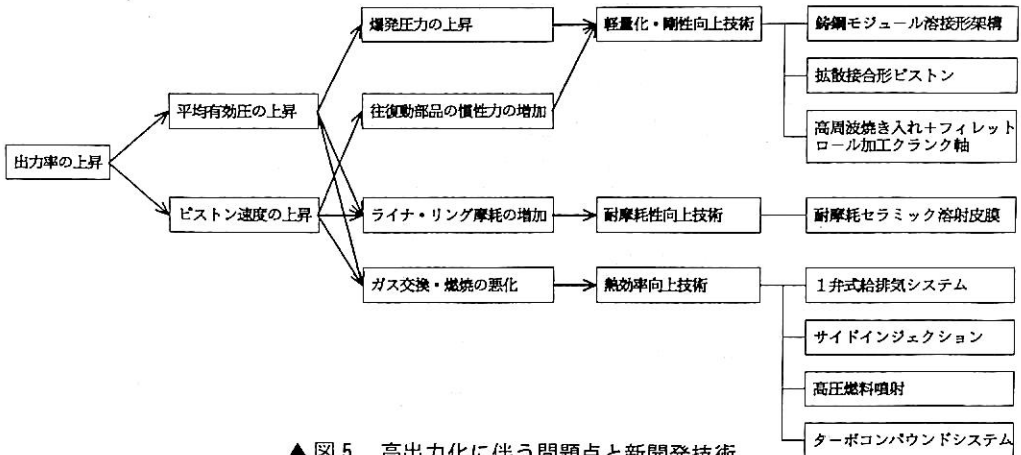 出力率の上昇
平均有効圧の上昇
ピストン速度の上昇
爆発圧力の上昇
往復動部品の慣性力の増加
ライナ・リング摩耗の増加
ガス交換・燃焼の悪化
軽量化・剛性向上技術
耐摩耗性向上技術
熱効率向上技術
鋳鋼モジュール溶接形架構
拡散接合形ピストン
高周波焼き入れ+フィレット
ロール加工クランク軸
耐摩耗セラミック溶射皮膜
1弁式給排気システム
サイドインジェクション
高圧燃料噴射
ターボコンパウンドシステム
▲図5 高出力化に伴う問題点と新開発技術